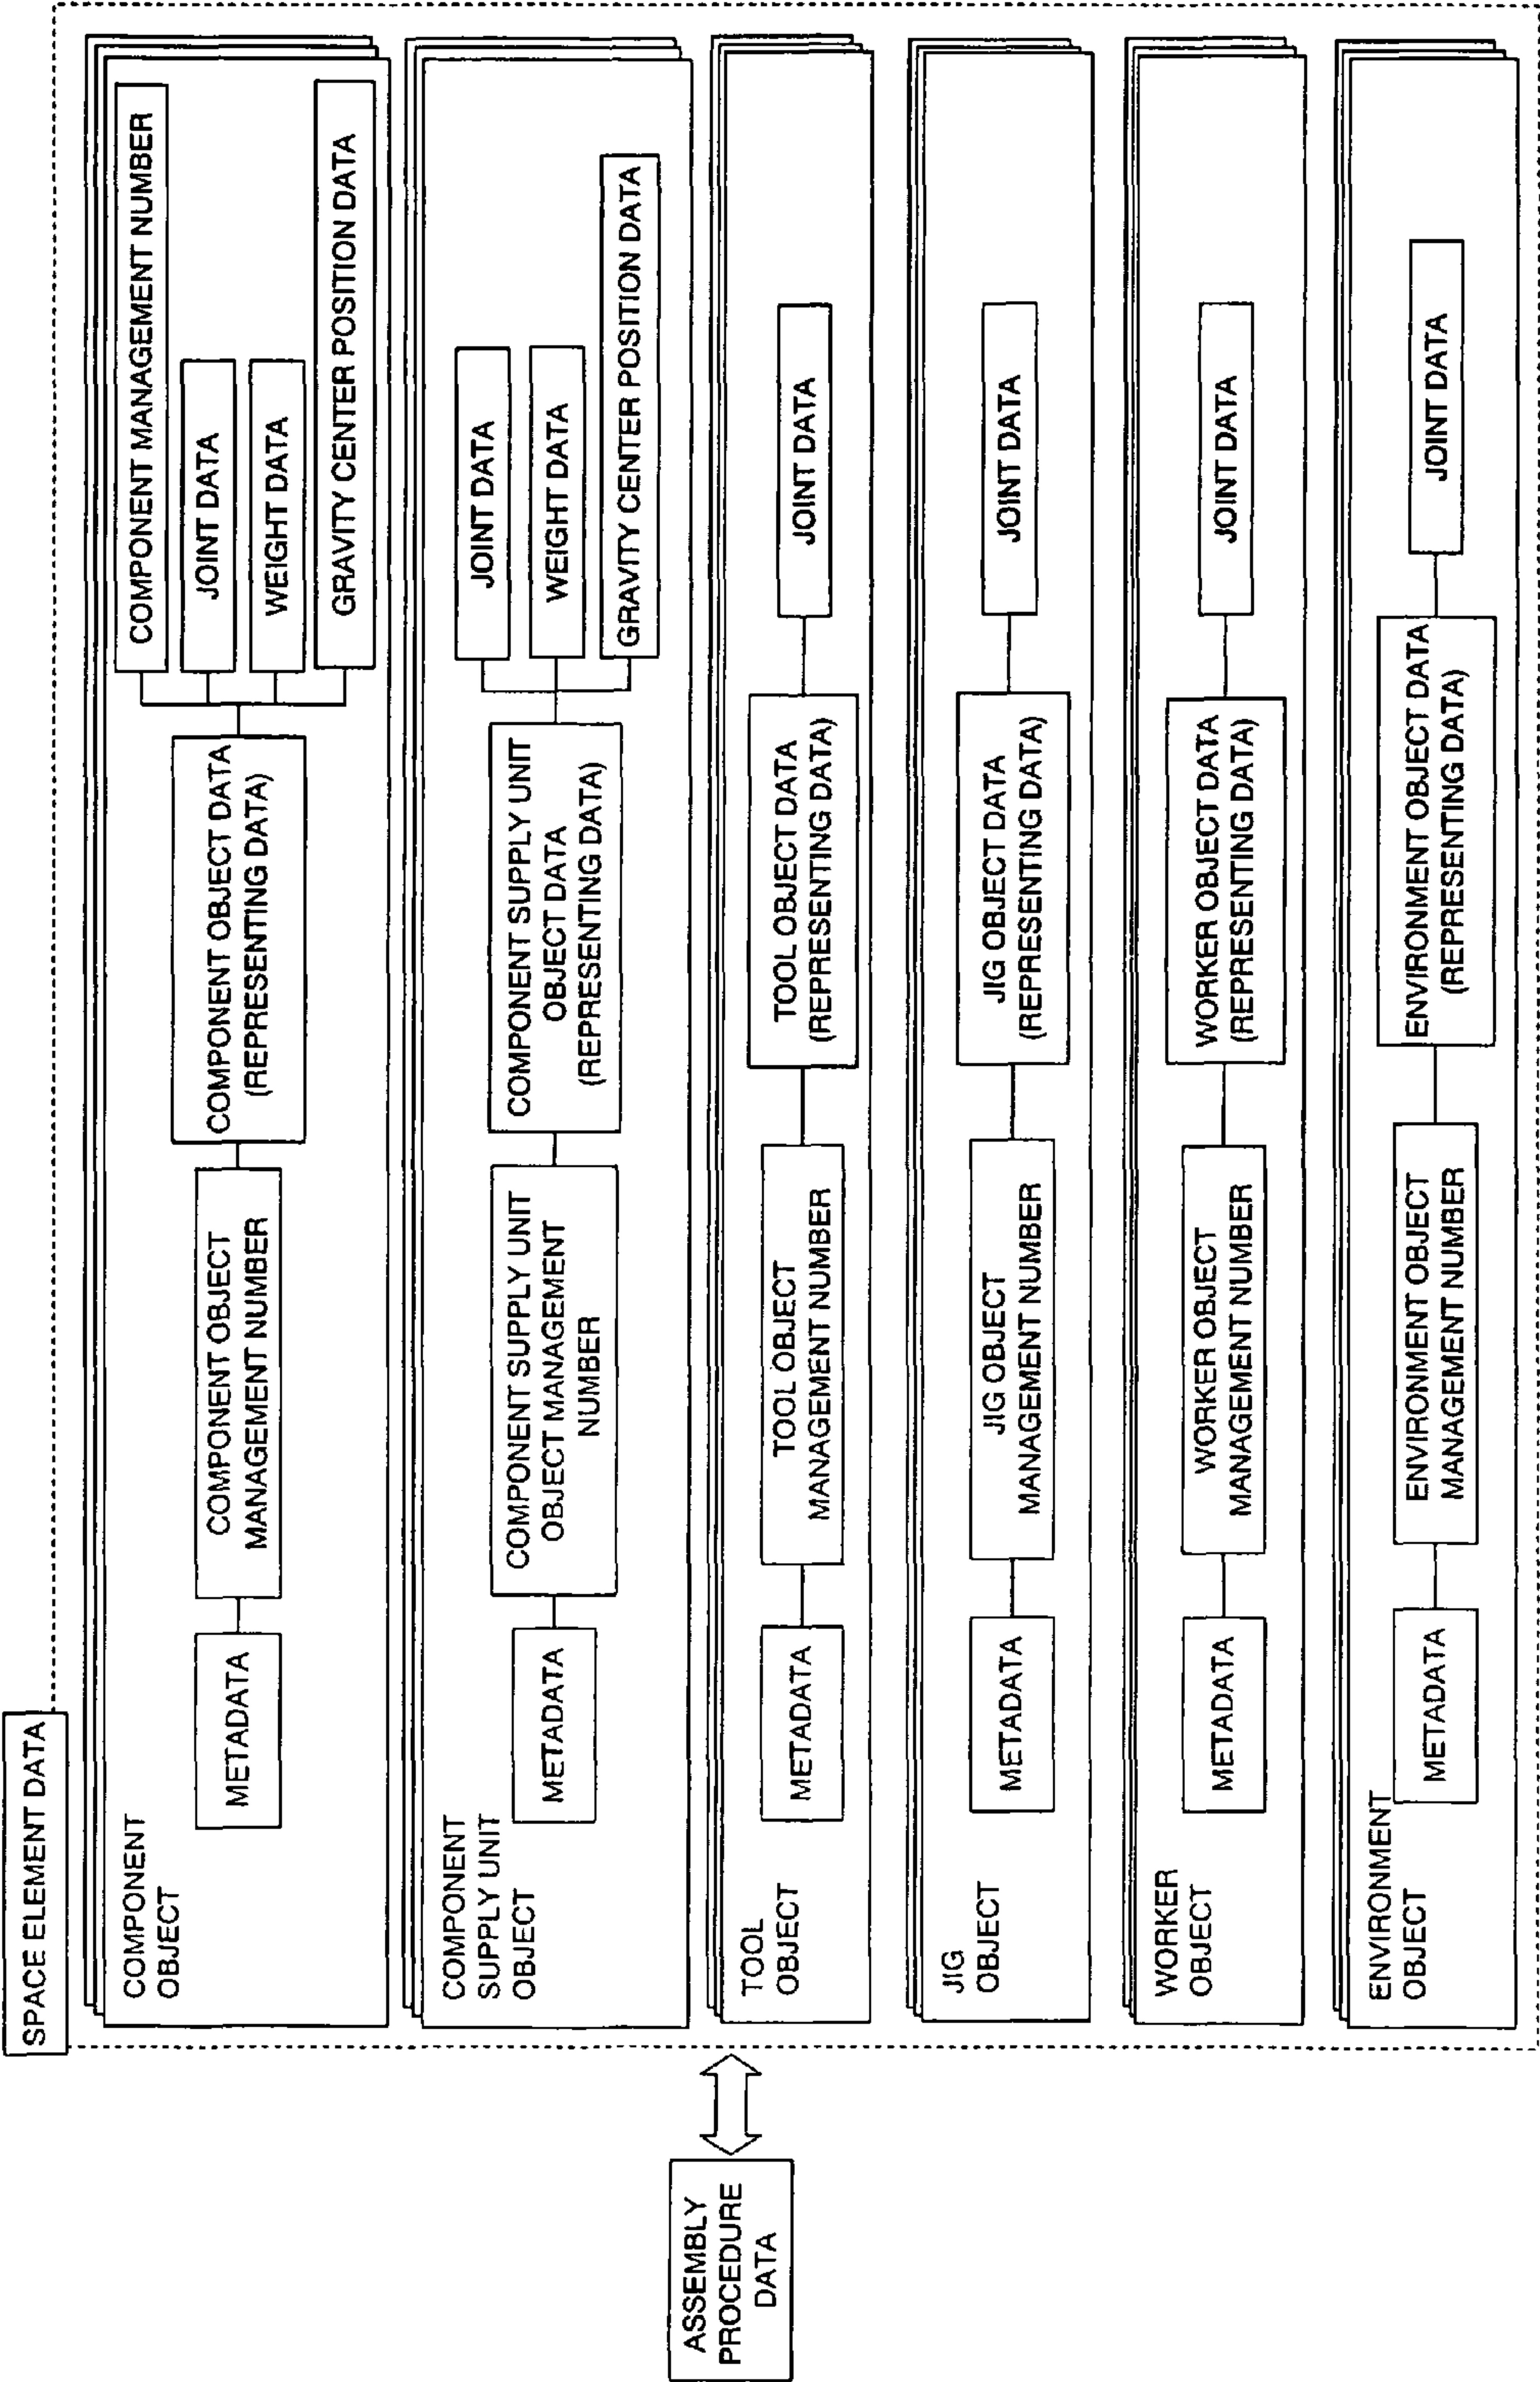 SPACE ELEMENT DATA
COMPONENT
OBJECT
METADATA
COMPONENT OBJECT
MANAGEMENT NUMBER
COMPONENT OBJECT DATA
(REPRESENTING DATA)
COMPONENT MANAGEMENT NUMBER
JOINT DATA
WEIGHT DATA
GRAVITY CENTER POSITION DATA
COMPONENT
SUPPLY UNIT
OBJECT
METADATA
COMPONENT SUPPLY UNIT
OBJECT MANAGEMENT
NUMBER
COMPONENT SUPPLY UNIT
OBJECT DATA
(REPRESENTING DATA)
JOINT DATA
WEIGHT DATA
GRAVITY CENTER POSITION DATA
ASSEMBLY
PROCEDURE
DATA
TOOL
OBJECT
METADATA
TOOL OBJECT
MANAGEMENT NUMBER
TOOL OBJECT DATA
(REPRESENTING DATA)
JOINT DATA
JIG
OBJECT
METADATA
JIG OBJECT
MANAGEMENT NUMBER
JIG OBJECT DATA
(REPRESENTING DATA)
JOINT DATA
WORKER
OBJECT
METADATA
WORKER OBJECT
MANAGEMENT NUMBER
WORKER OBJECT DATA
(REPRESENTING DATA)
JOINT DATA
ENVIRONMENT
OBJECT
METADATA
ENVIRONMENT OBJECT
MANAGEMENT NUMBER
ENVIRONMENT OBJECT DATA
(REPRESENTING DATA)
JOINT DATA